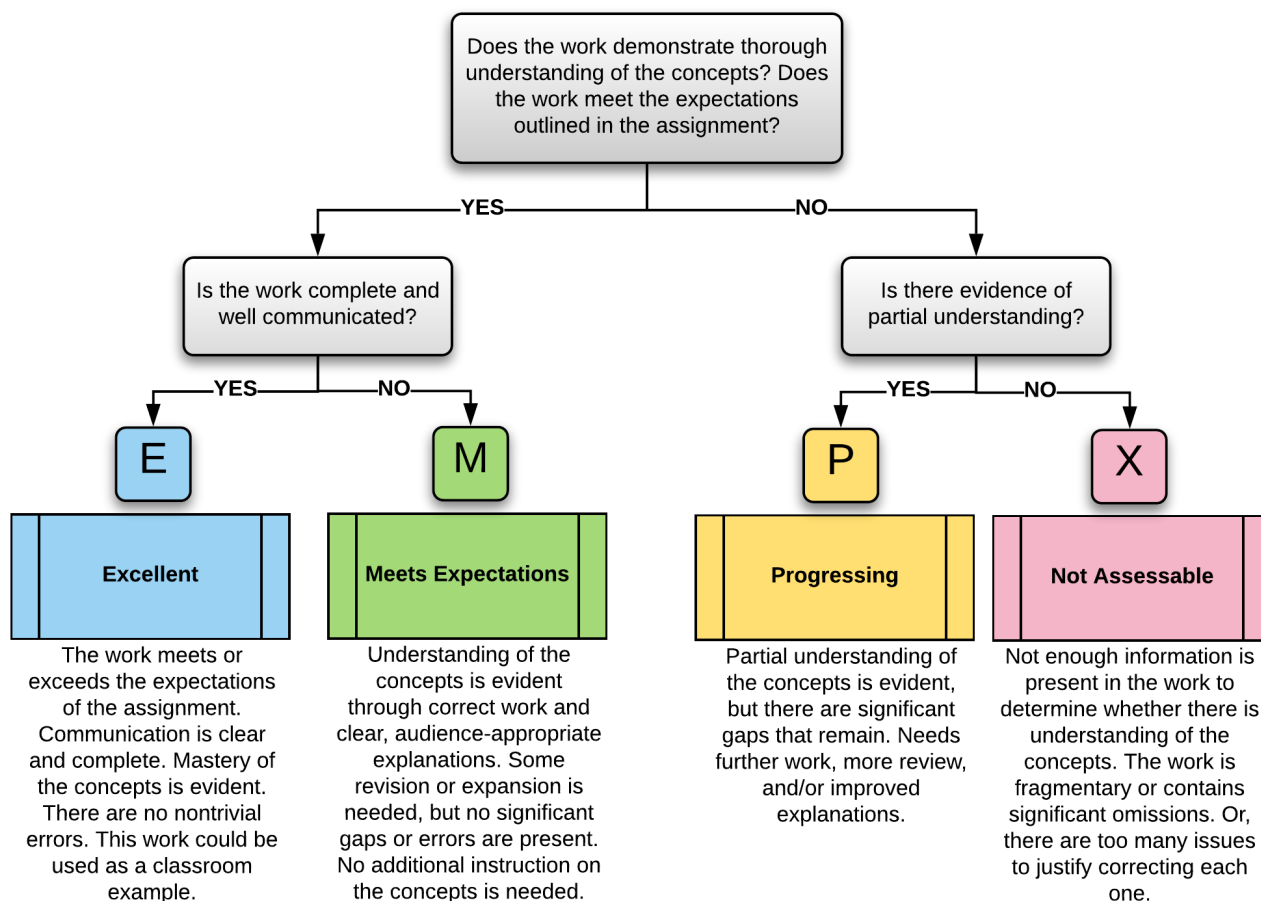 Does the work demonstrate thorough
understanding of the concepts? Does
the work meet the expectations
outlined in the assignment?
YES
NO
Is the work complete and
well communicated?
Is there evidence of
partial understanding?
YES
NO
YES
NO
E
M
P
X
Excellent
Meets Expectations
Progressing
Not Assessable
The work meets or
exceeds the expectations
of the assignment.
Communication is clear
and complete. Mastery of
the concepts is evident.
There are no nontrivial
errors. This work could be
used as a classroom
example.
Understanding of the
concepts is evident
through correct work and
clear, audience-appropriate
explanations. Some
revision or expansion is
needed, but no significant
gaps or errors are present.
No additional instruction on
the concepts is needed.
Partial understanding of
the concepts is evident,
but there are significant
gaps that remain. Needs
further work, more review,
and/or improved
explanations.
Not enough information is
present in the work to
determine whether there is
understanding of the
concepts. The work is
fragmentary or contains
significant omissions. Or,
there are too many issues
to justify correcting each
one.